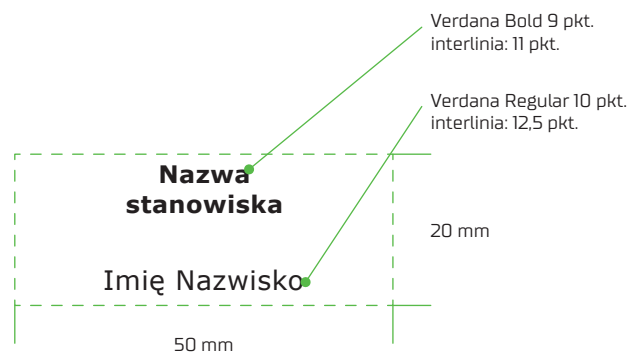 Verdana Bold 9 pkt.
interlinia: 11 pkt.
Verdana Regular 10 pkt.
interlinia: 12,5 pkt.
Nazwa
stanowiska
20 mm
Imię Nazwisko
50 mm